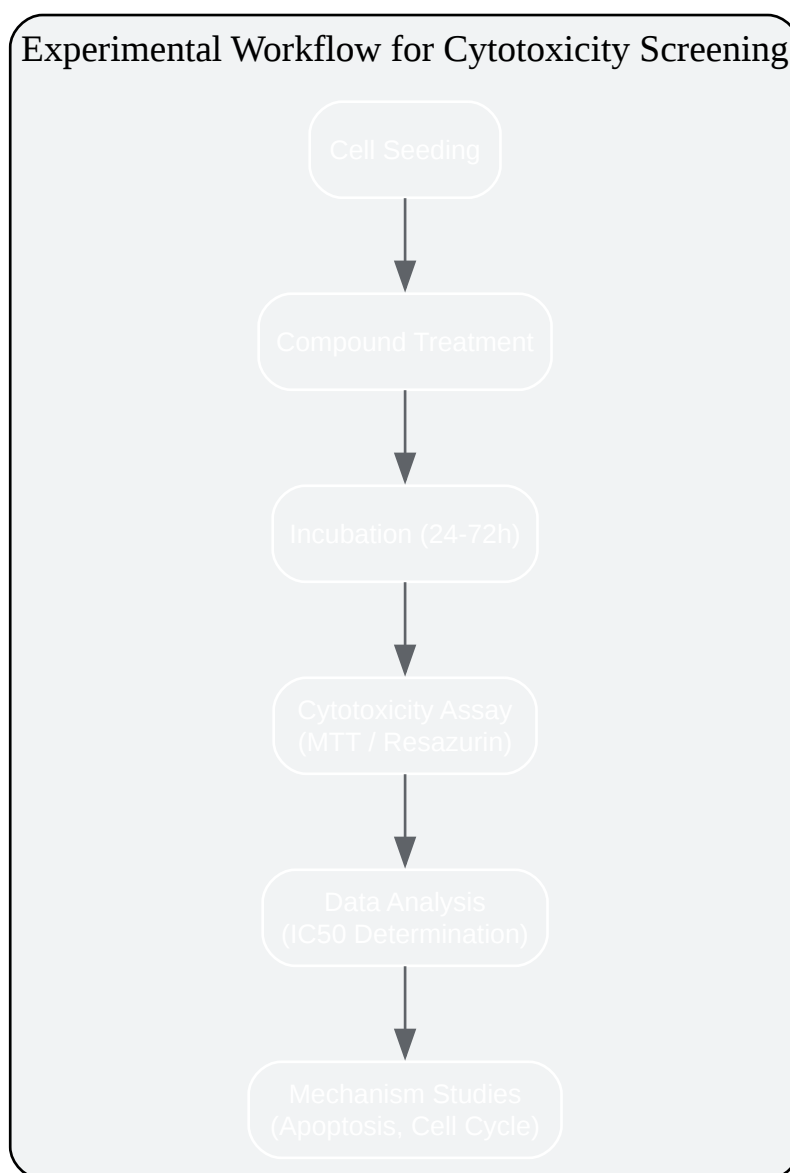 Experimental Workflow for Cytotoxicity Screening
Cell Seeding
Compound Treatment
Incubation (24-72h)
Cytotoxicity Assay
(MTT / Resazurin)
Data Analysis
(IC50 Determination)
Mechanism Studies
(Apoptosis, Cell Cycle)